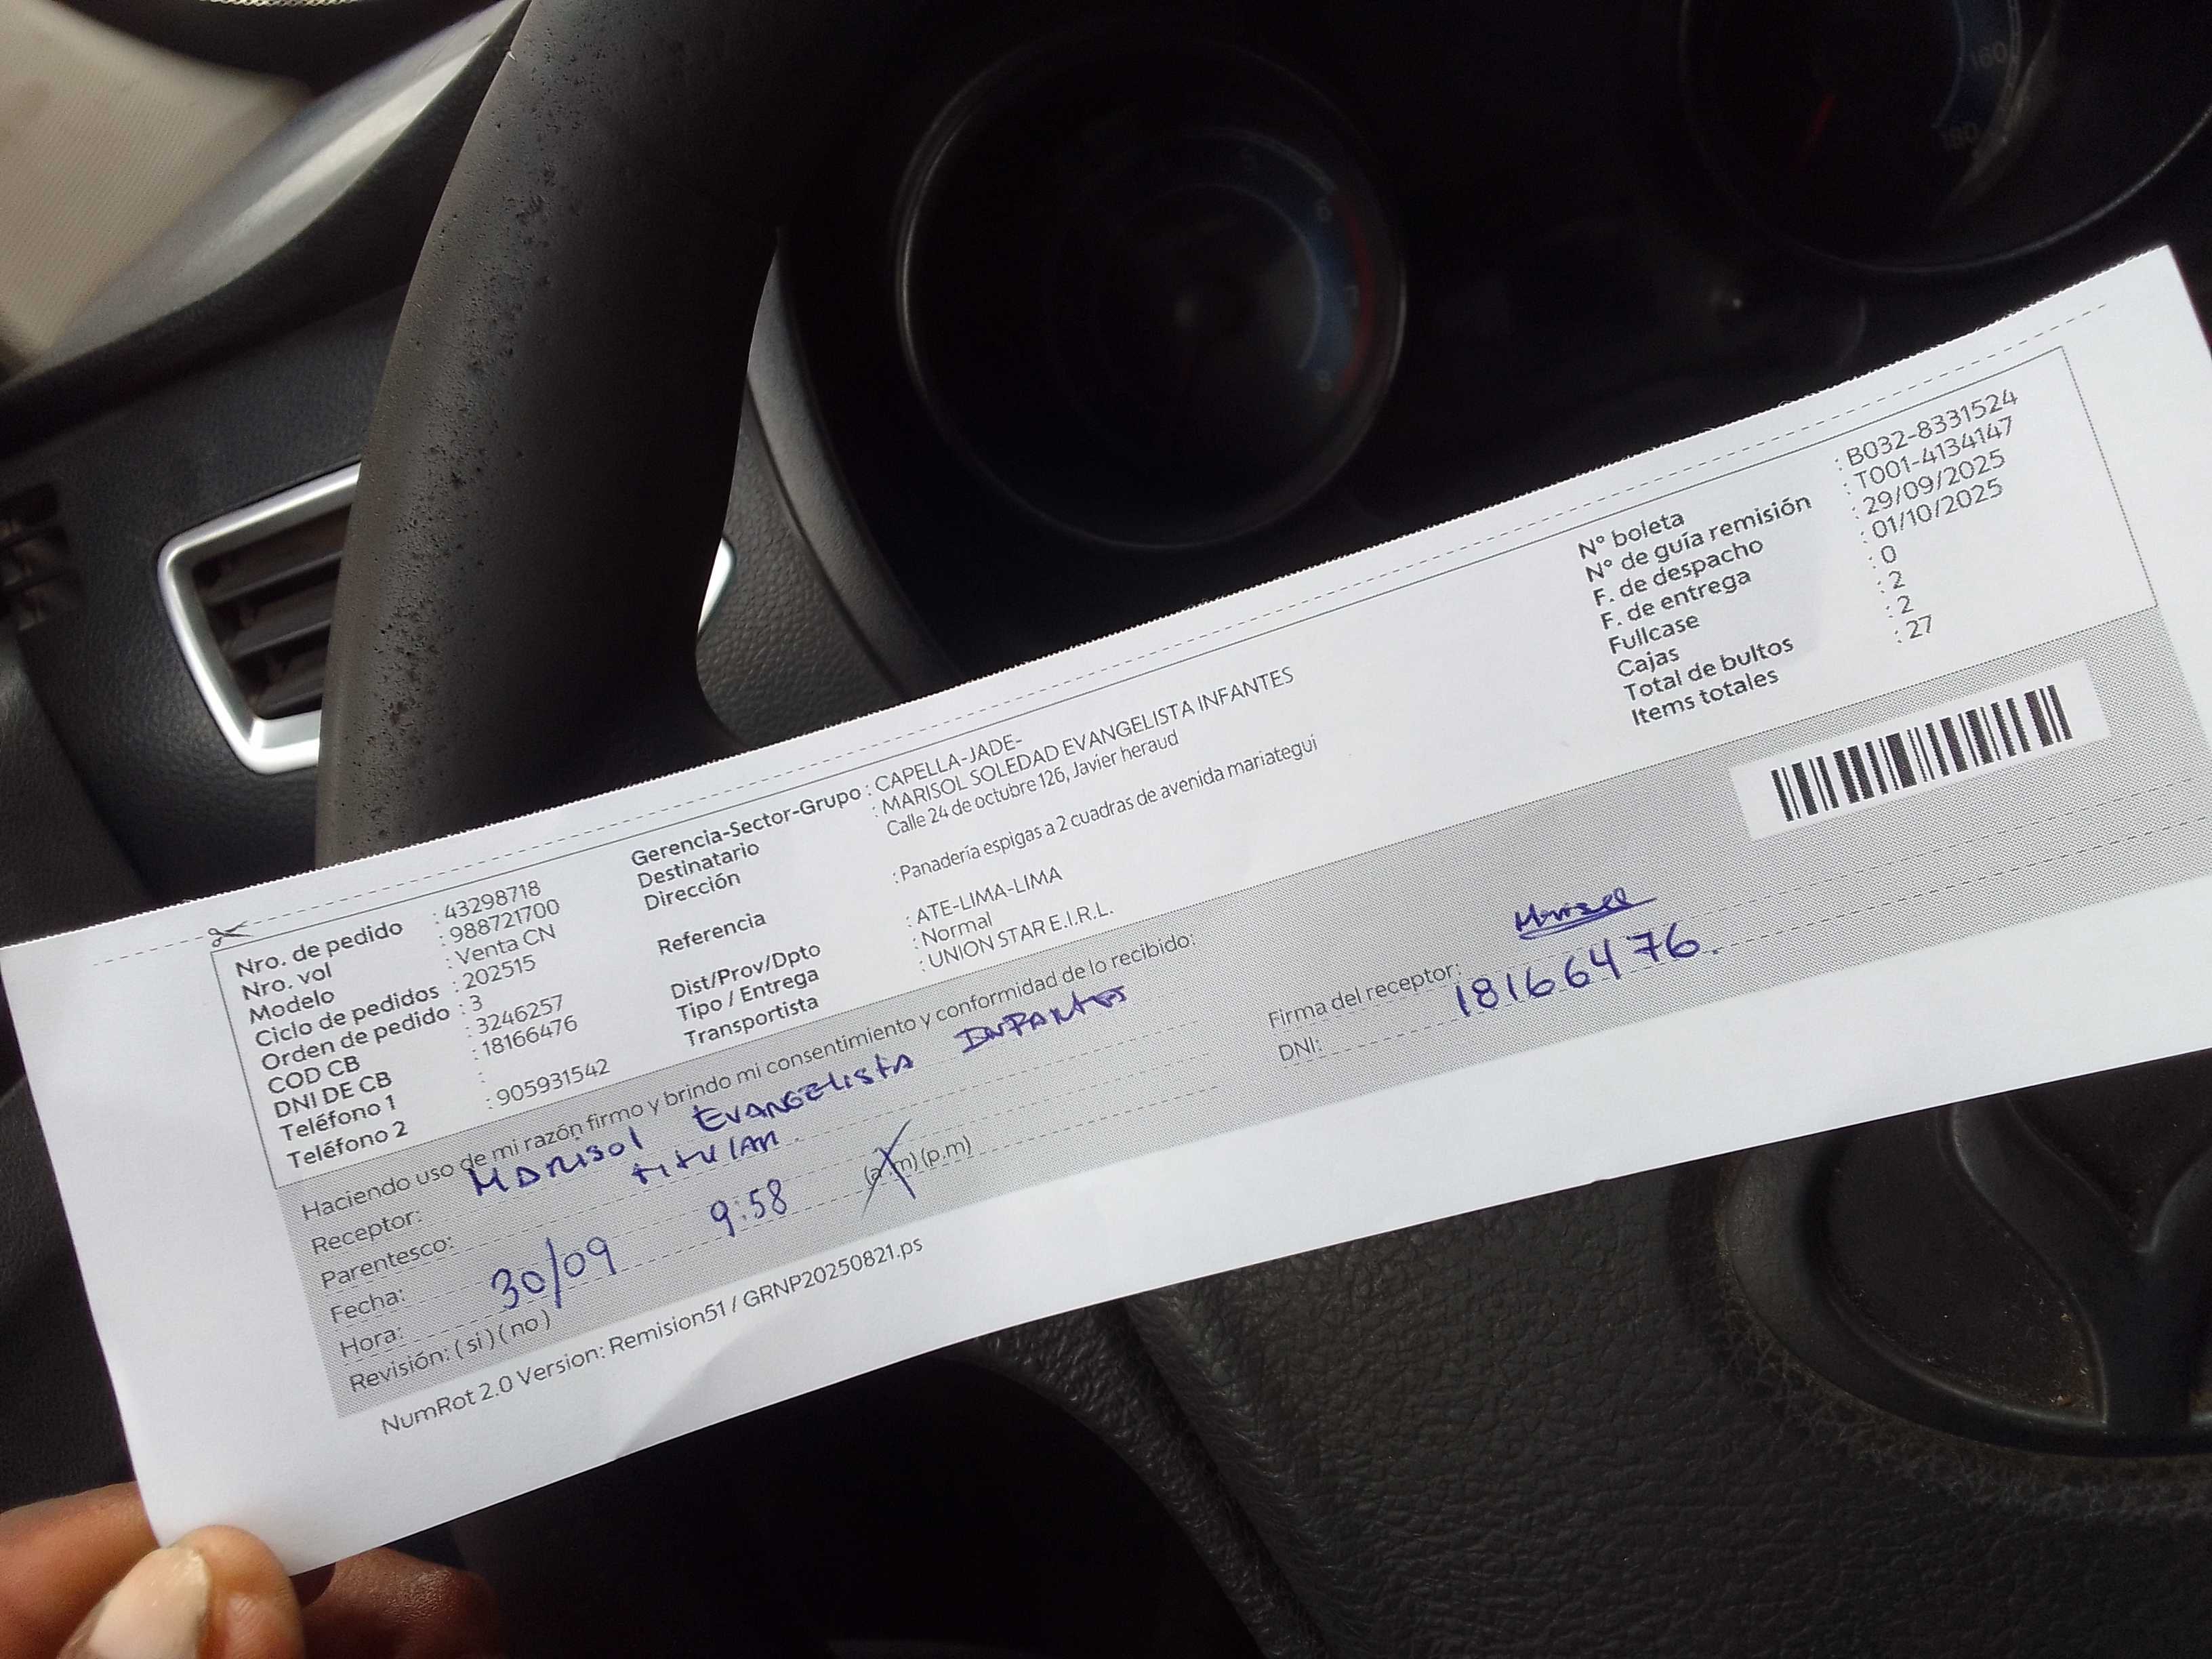 Nro. de pedido : 43298718
Nro. vol : 988721700
Modelo : Venta CN
Ciclo de pedidos : 202515
Orden de pedido : 3
COD CB : 3246257
DNI DE CB : 18166476
Teléfono 1 :
Teléfono 2 : 905931542
Gerencia-Sector-Grupo : CAPELLA-JADE-
Destinatario : MARISOL SOLEDAD EVANGELISTA INFANTES
Dirección Calle 24 de octubre 126, Javier heraud
Referencia : Panadería espigas a 2 cuadras de avenida mariategui
Dist/Prov/Dpto : ATE-LIMA-LIMA
Tipo / Entrega : Normal
Transportista : UNION STAR E.I.R.L.
N° boleta : B032-8331524
N° de guía remisión : T001-4134147
F. de despacho : 29/09/2025
F. de entrega : 01/10/2025
Fullcase : 0
Cajas : 2
Total de bultos : 2
Items totales : 27
Haciendo uso de mi razón firmo y brindo mi consentimiento y conformidad de lo recibido:
Receptor: MARISOL EVANGELISTA INFANTES
Parentesco: TITULAR
Fecha: 30/09
Hora: 9:58 (a.m) (p.m)
Revisión: ( si ) ( no )
Firma del receptor: Marisol
DNI: 18166476.
NumRot 2.0 Version: Remision51 / GRNP20250821.ps
6
7
8
160
180